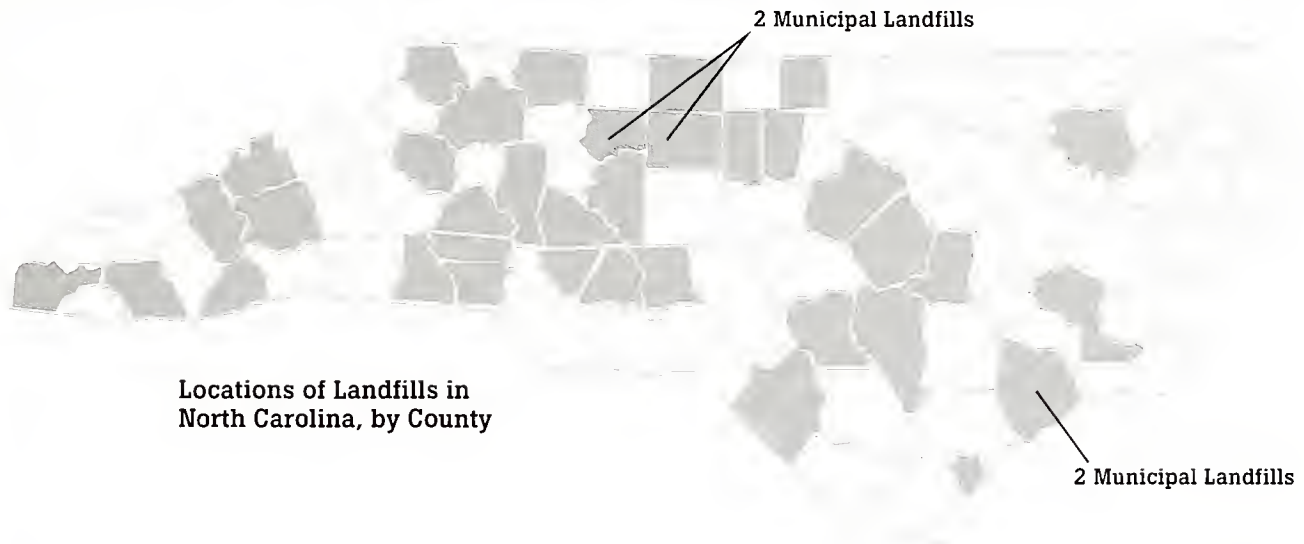 2 Municipal Landfills
Locations of Landfills in
North Carolina, by County
2 Municipal Landfills